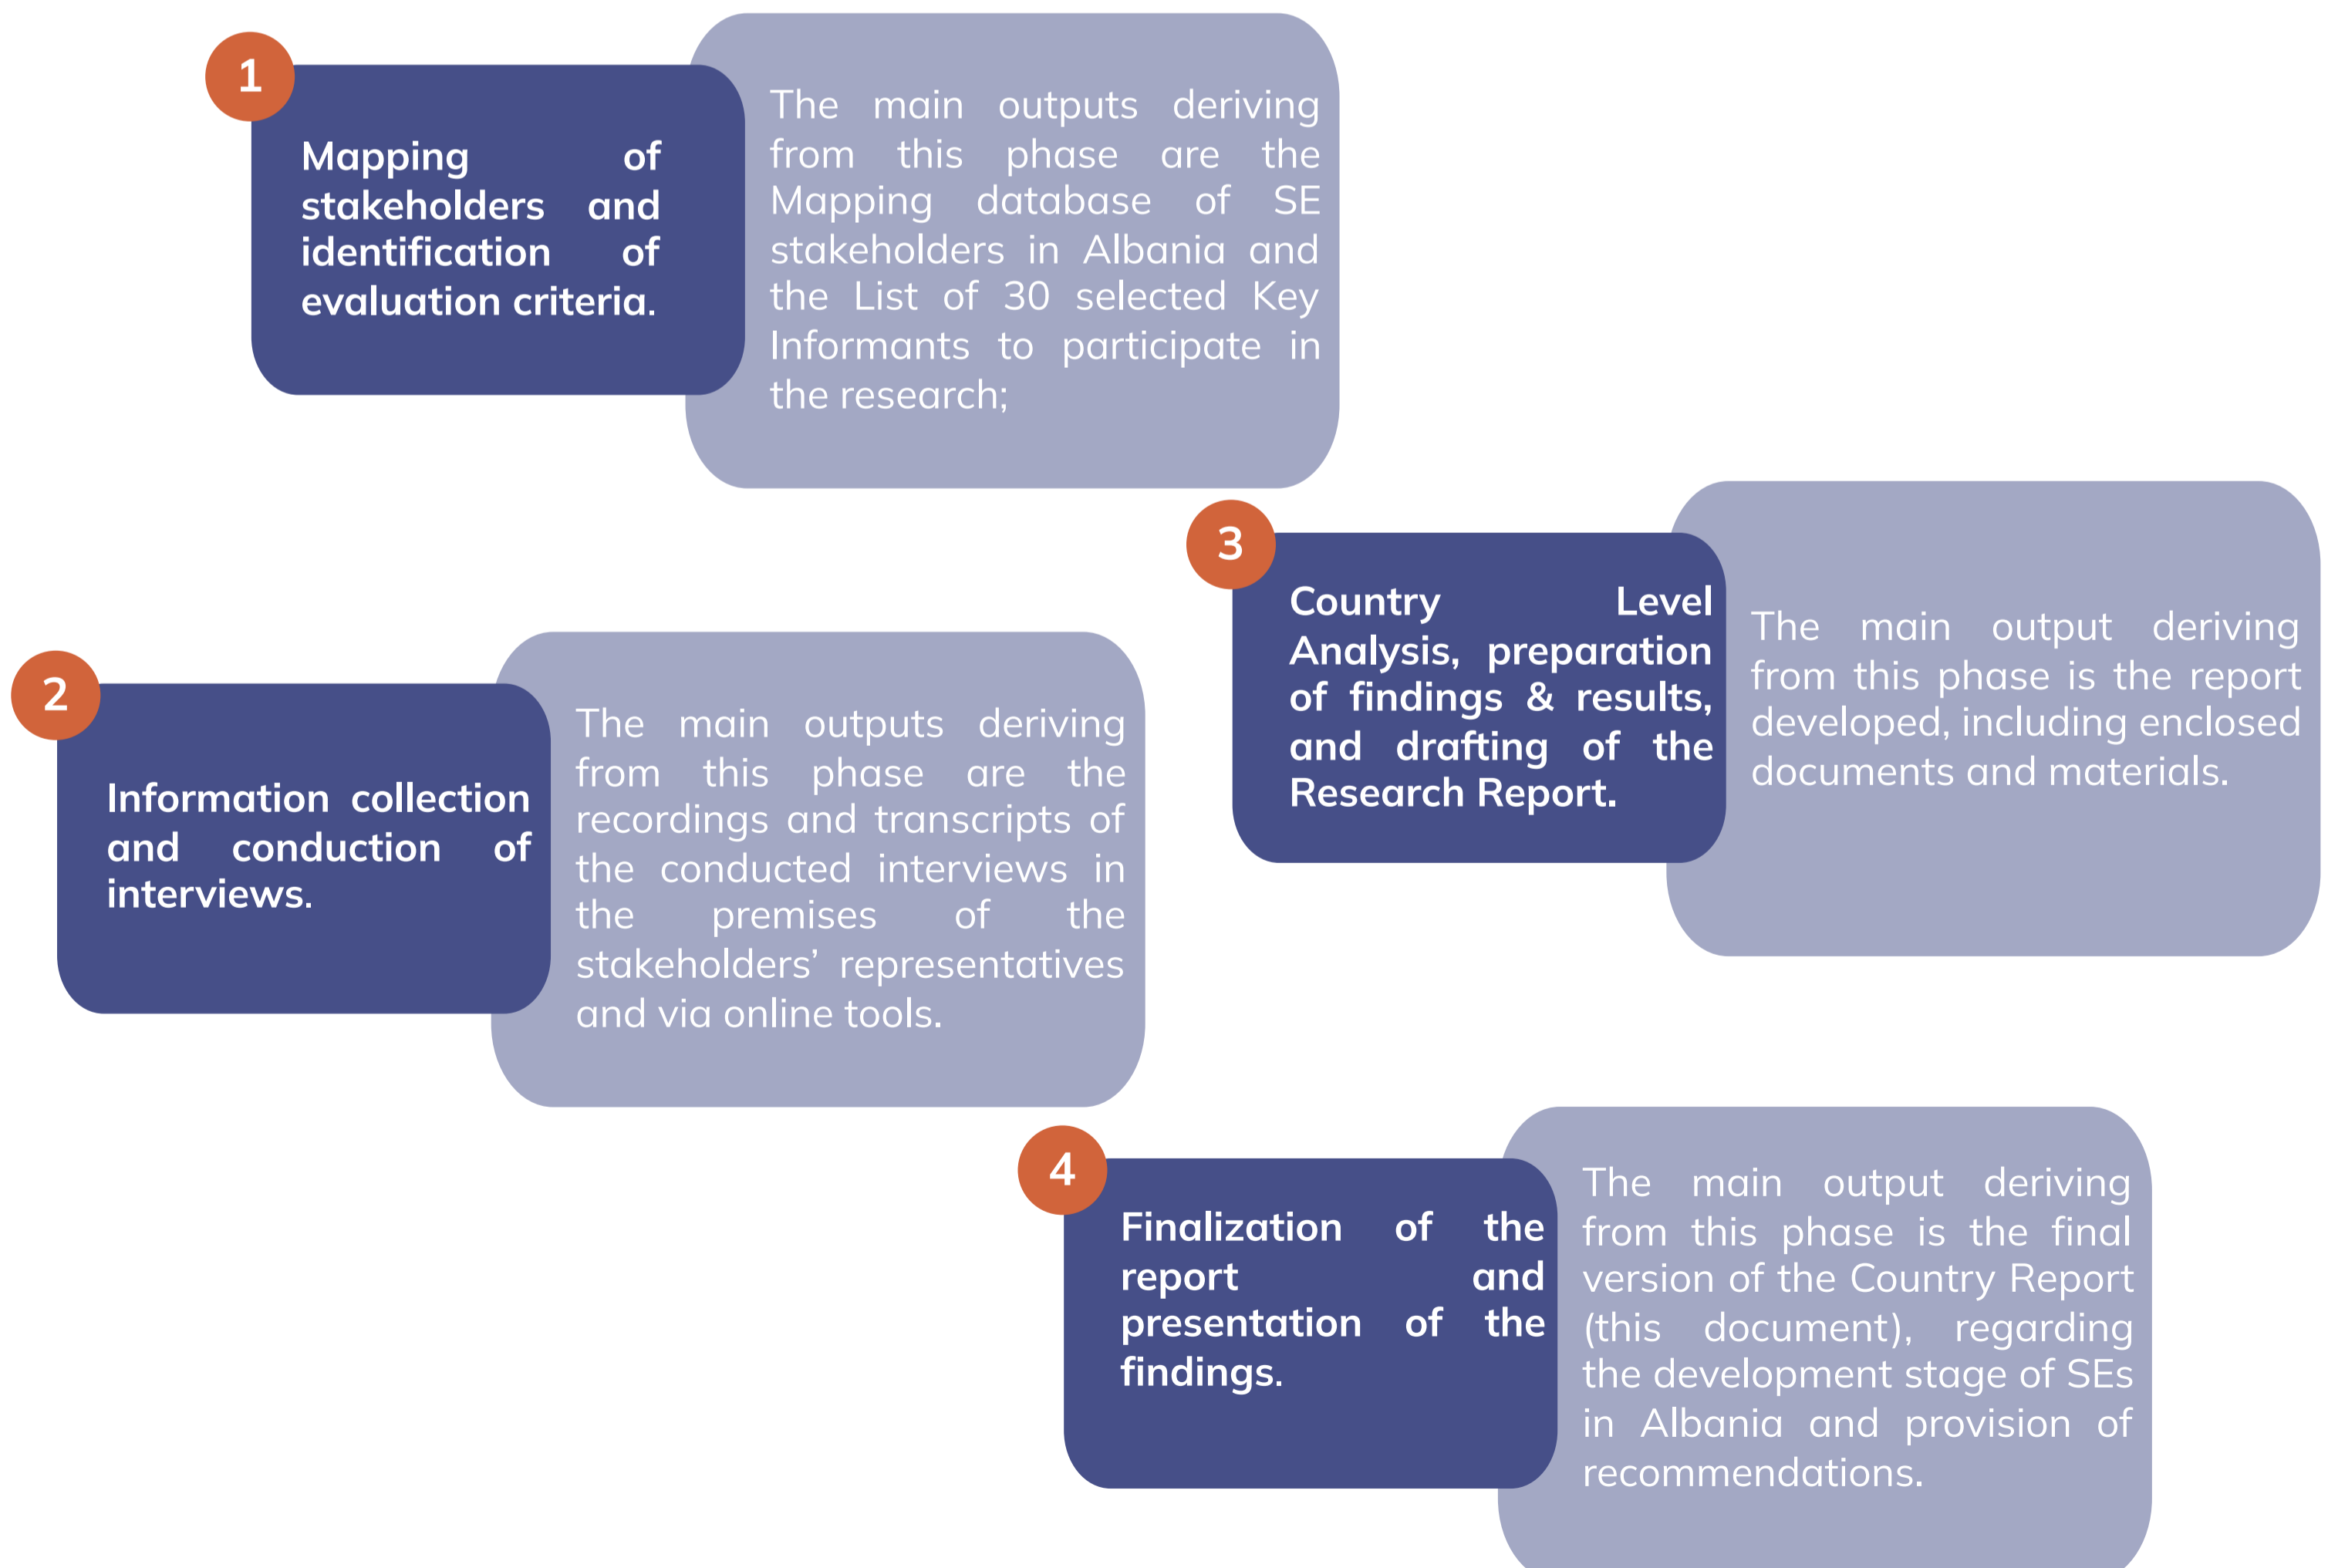 1
Mapping of
stakeholders and
identification of
evaluation criteria.
The main outputs deriving
from this phase are the
Mapping database of SE
stakeholders in Albania and
the List of 30 selected Key
Informants to participate in
the research;
2
Information collection
and conduction of
interviews.
The main outputs deriving
from this phase are the
recordings and transcripts of
the conducted interviews in
the premises of the
stakeholders’ representatives
and via online tools.
3
Country Level
Analysis, preparation
of findings & results,
and drafting of the
Research Report.
The main output deriving
from this phase is the report
developed, including enclosed
documents and materials.
4
Finalization of the
report and
presentation of the
findings.
The main output deriving
from this phase is the final
version of the Country Report
(this document), regarding
the development stage of SEs
in Albania and provision of
recommendations.